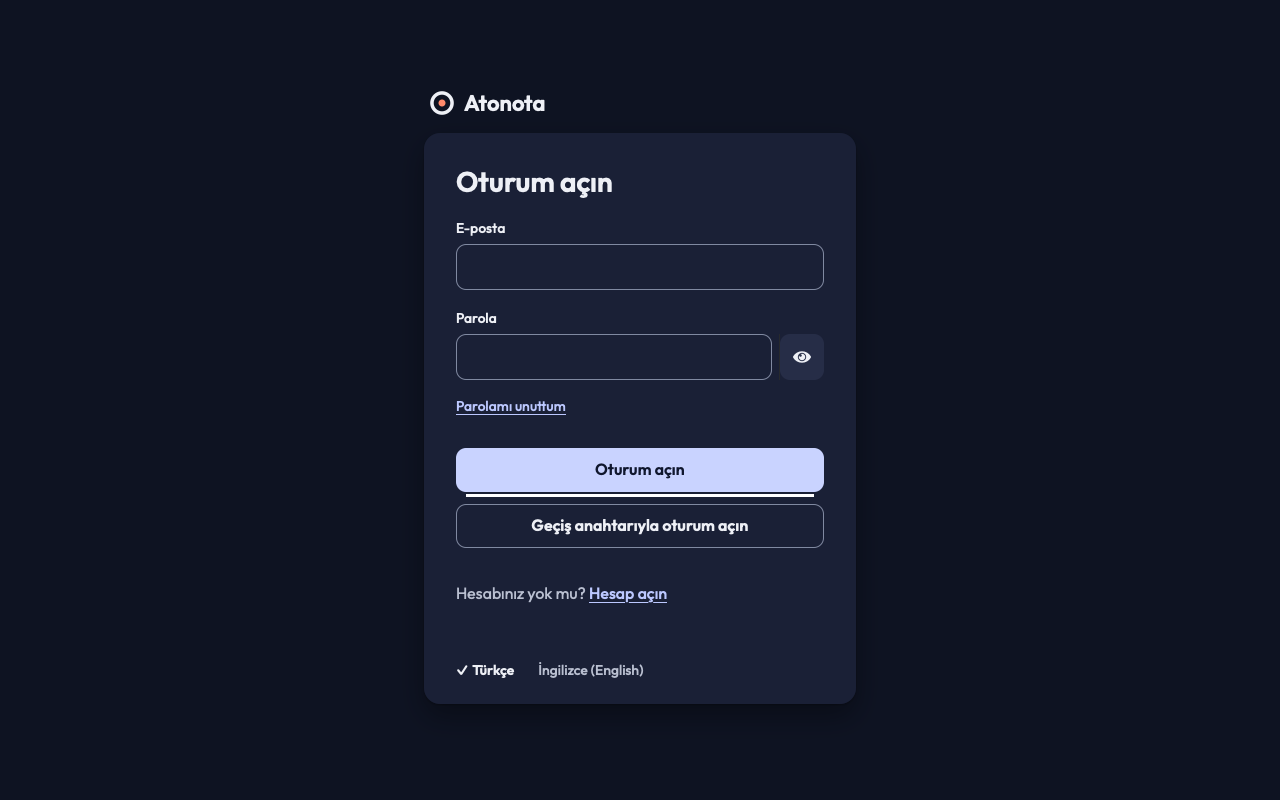 Atonota
Oturum açın
E-posta
Parola
Parolamı unuttum
Oturum açın
Geçiş anahtarıyla oturum açın
Hesabınız yok mu? Hesap açın
Türkçe İngilizce (English)